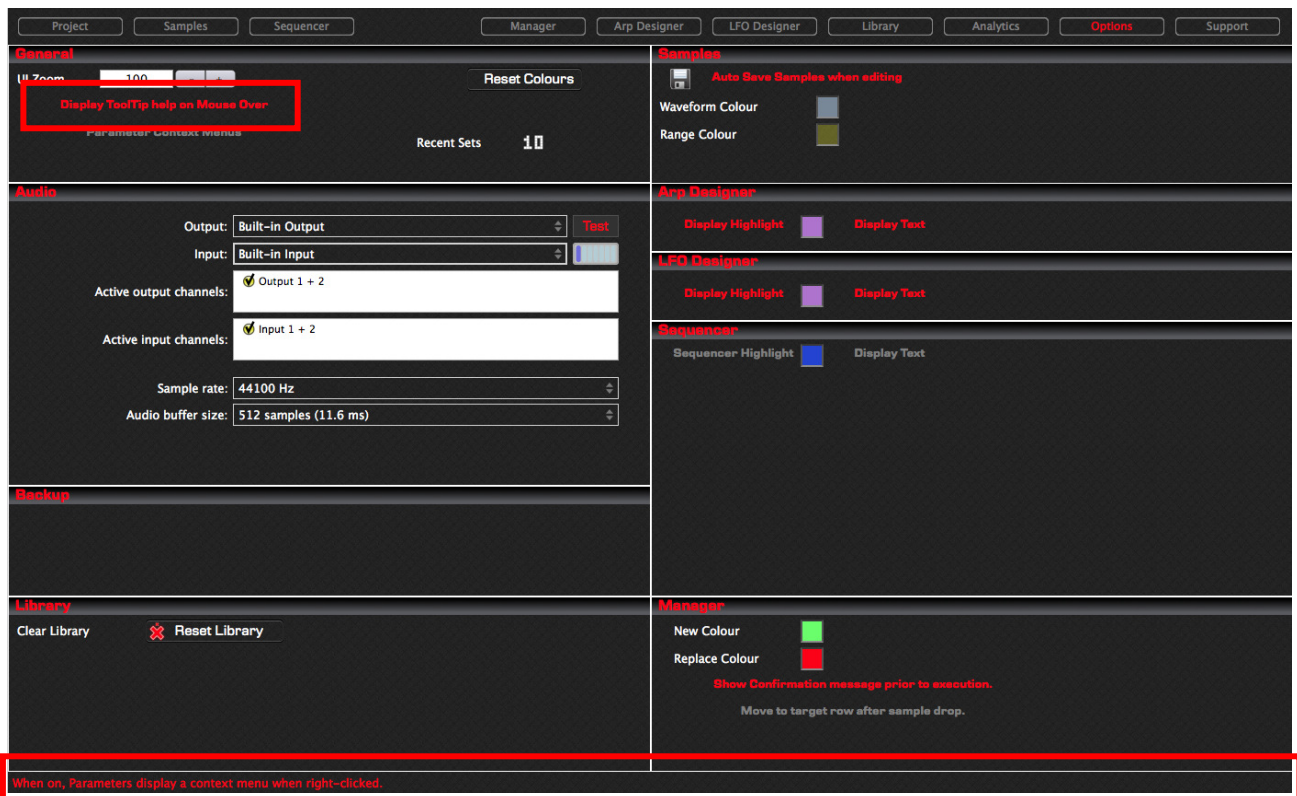 Project Samples Sequencer Manager Arp Designer LFO Designer Library Analytics Options Support
General
UI Zoom 100 - +
Reset Colours
Display ToolTip help on Mouse Over
Parameter Context Menus
Recent Sets 10
Samples
Auto Save Samples when editing
Waveform Colour
Range Colour
Audio
Output: Built-in Output Test
Input: Built-in Input
Active output channels: Output 1 + 2
Active input channels: Input 1 + 2
Sample rate: 44100 Hz
Audio buffer size: 512 samples (11.6 ms)
Arp Designer
Display Highlight Display Text
LFO Designer
Display Highlight Display Text
Sequencer
Sequencer Highlight Display Text
Backup
Library
Clear Library Reset Library
Manager
New Colour
Replace Colour
Show Confirmation message prior to execution.
Move to target row after sample drop.
When on, Parameters display a context menu when right-clicked.